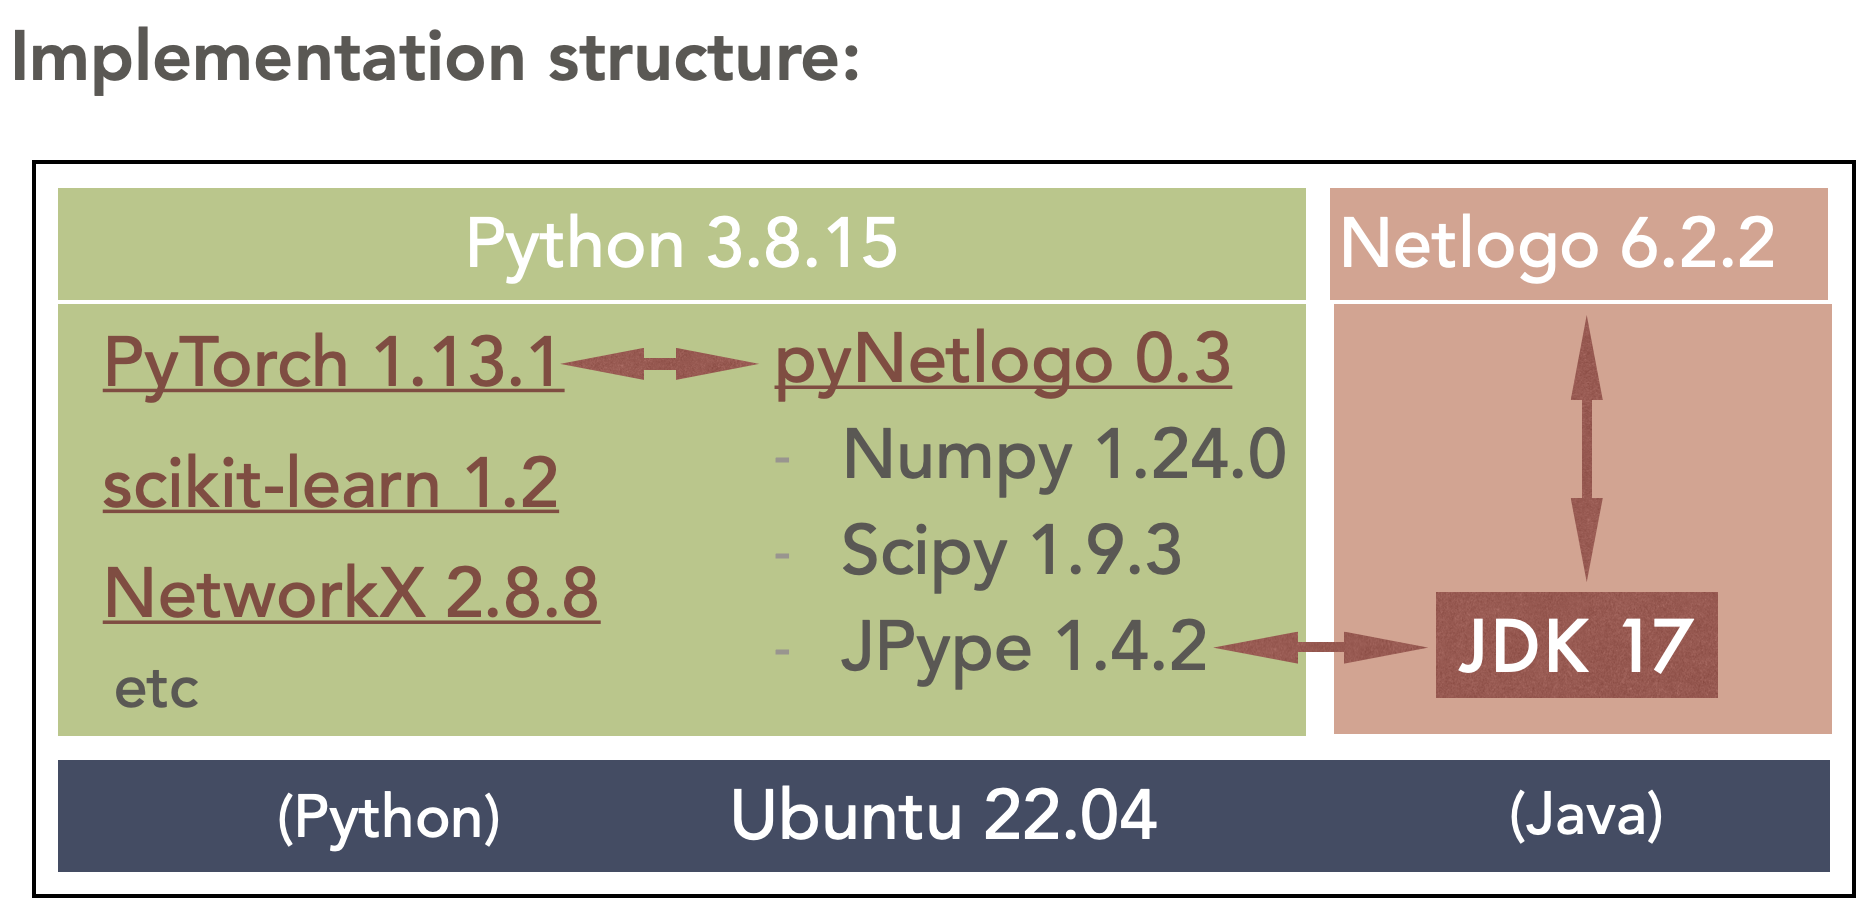 Implementation structure:
Python 3.8.15
Netlogo 6.2.2
PyTorch 1.13.1
scikit-learn 1.2
NetworkX 2.8.8
etc
pyNetlogo 0.3
- Numpy 1.24.0
- Scipy 1.9.3
- JPype 1.4.2
JDK 17
(Python)
Ubuntu 22.04
(Java)